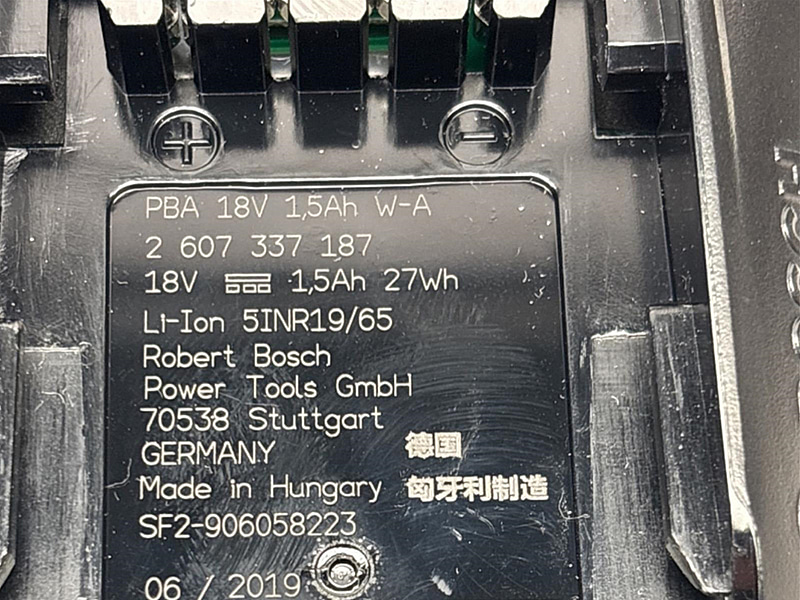 PBA 18V 1,5Ah W-A
2 607 337 187
18V 1,5Ah 27Wh
Li-Ion 5INR19/65
Robert Bosch
Power Tools GmbH
70538 Stuttgart
GERMANY 德国
Made in Hungary 匈牙利制造
SF2-906058223
06 / 2019